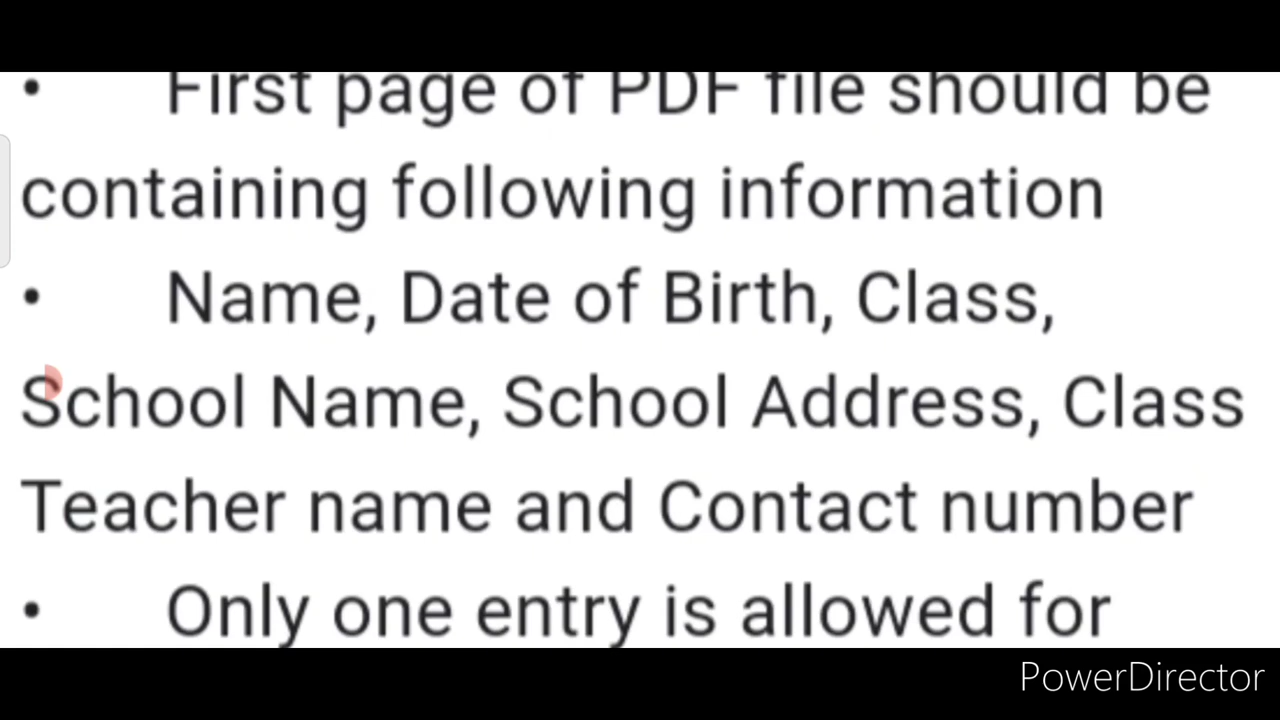 • First page of PDF file should be
containing following information
• Name, Date of Birth, Class,
School Name, School Address, Class
Teacher name and Contact number
• Only one entry is allowed for
PowerDirector